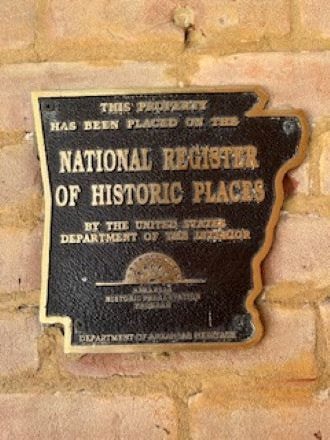 THIS PROPERTY
HAS BEEN PLACED ON THE
NATIONAL REGISTER
OF HISTORIC PLACES
BY THE UNITED STATES
DEPARTMENT OF THE INTERIOR
ARKANSAS
HISTORIC PRESERVATION
PROGRAM
DEPARTMENT OF ARKANSAS HERITAGE